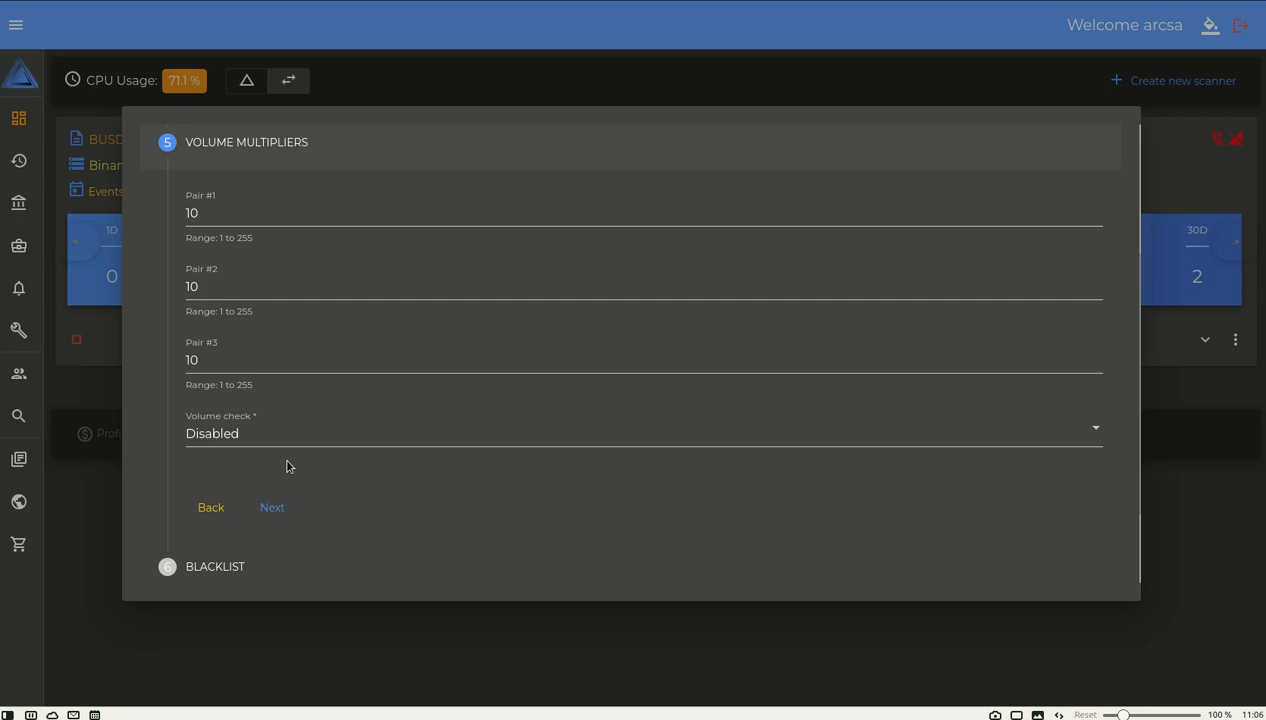 Welcome arcsa
CPU Usage: 71.1 %
Create new scanner
BUSD
Binan
Events
1D
0
30D
2
<
>
Profi
5 VOLUME MULTIPLIERS
Pair #1
10
Range: 1 to 255
Pair #2
10
Range: 1 to 255
Pair #3
10
Range: 1 to 255
Volume check *
Disabled
Back Next
6 BLACKLIST
Reset 100 % 11:06